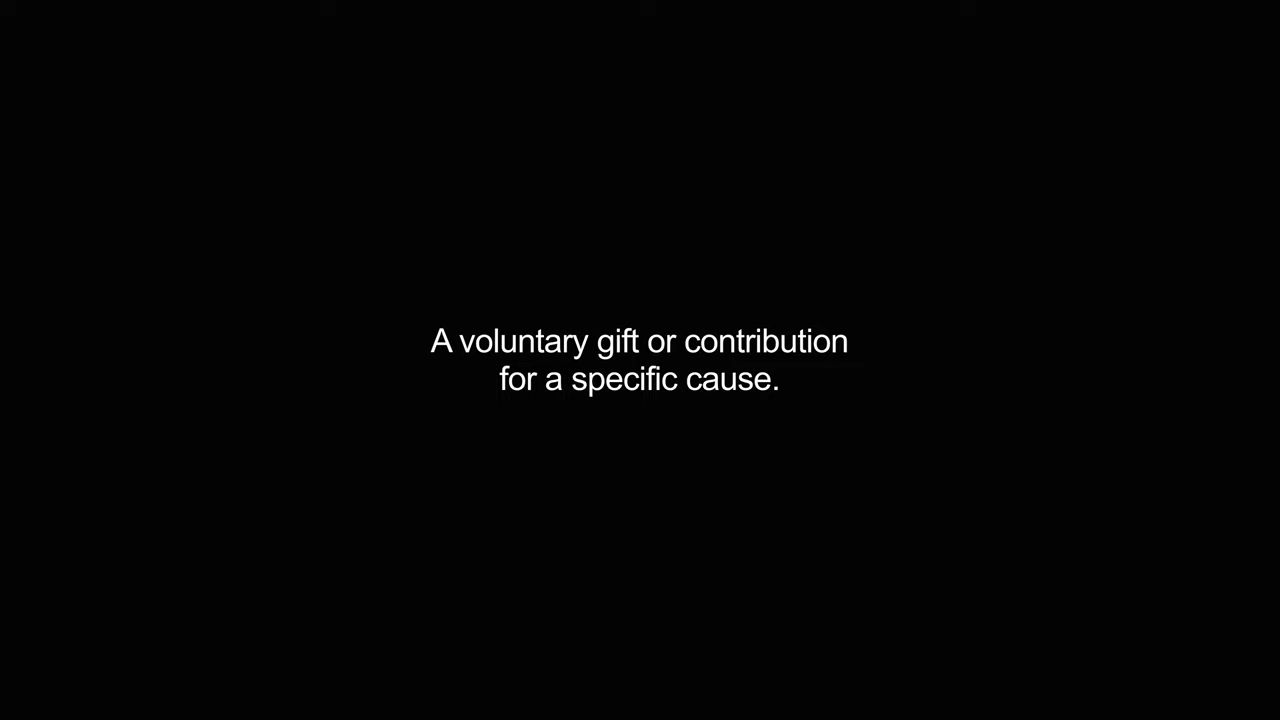 A voluntary gift or contribution
for a specific cause.